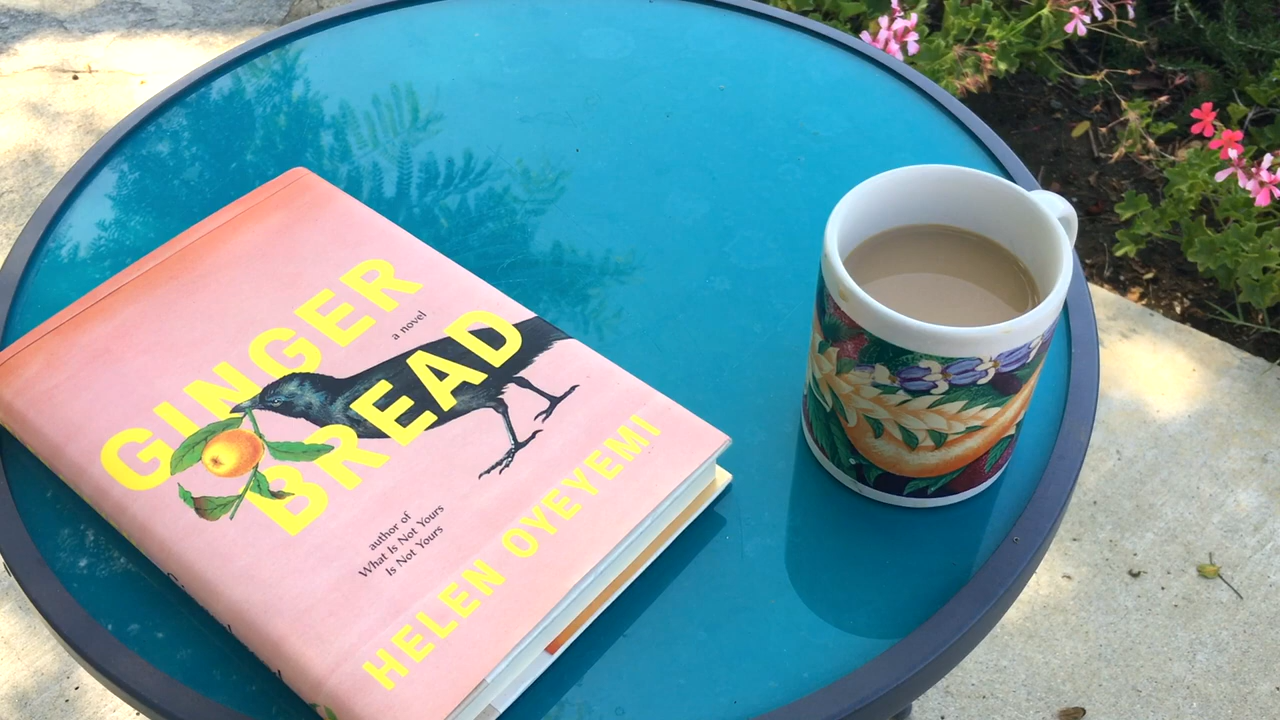 GINGER
a novel
BREAD
author of
What Is Not Yours
Is Not Yours
HELEN OYEYEMI